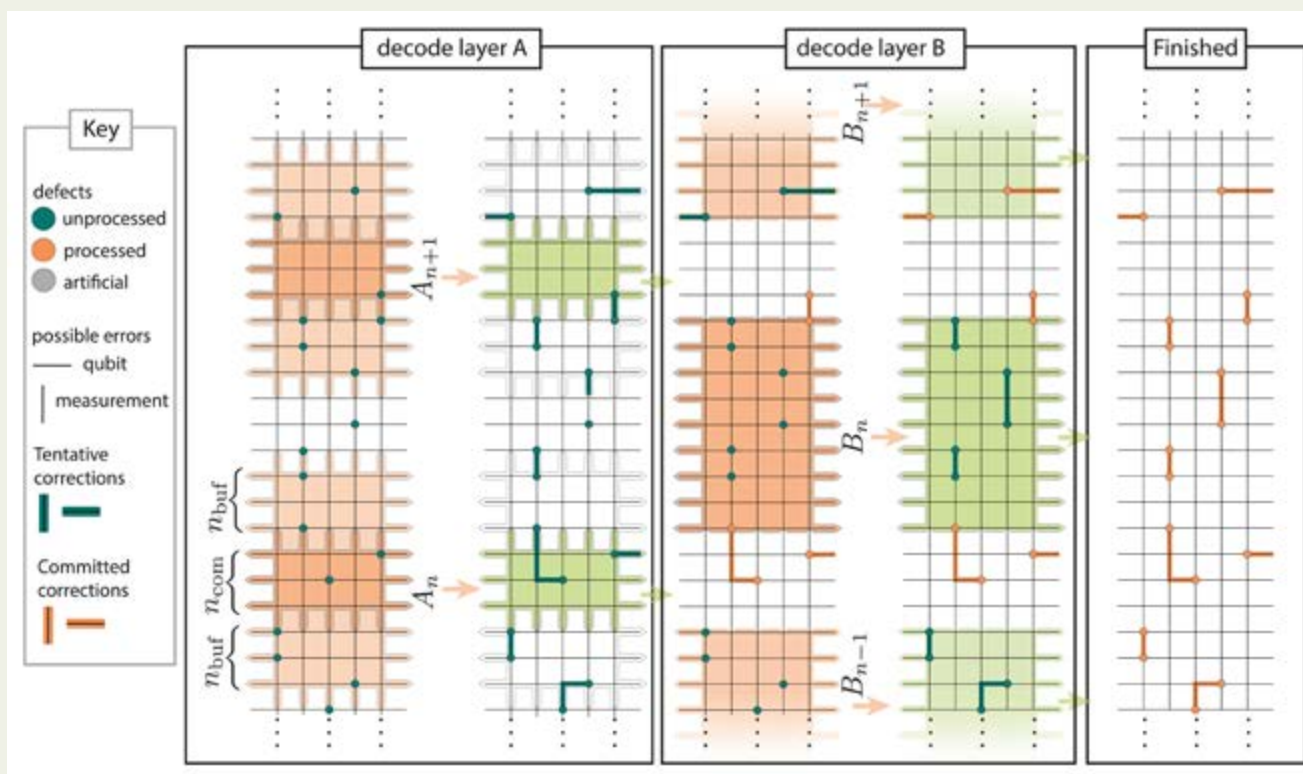 decode layer A
decode layer B
Finished
Key
defects
unprocessed
processed
artificial
possible errors
qubit
measurement
Tentative
corrections
Committed
corrections
n_buf
n_com
n_buf
A_{n+1}
A_n
B_{n+1}
B_n
B_{n-1}